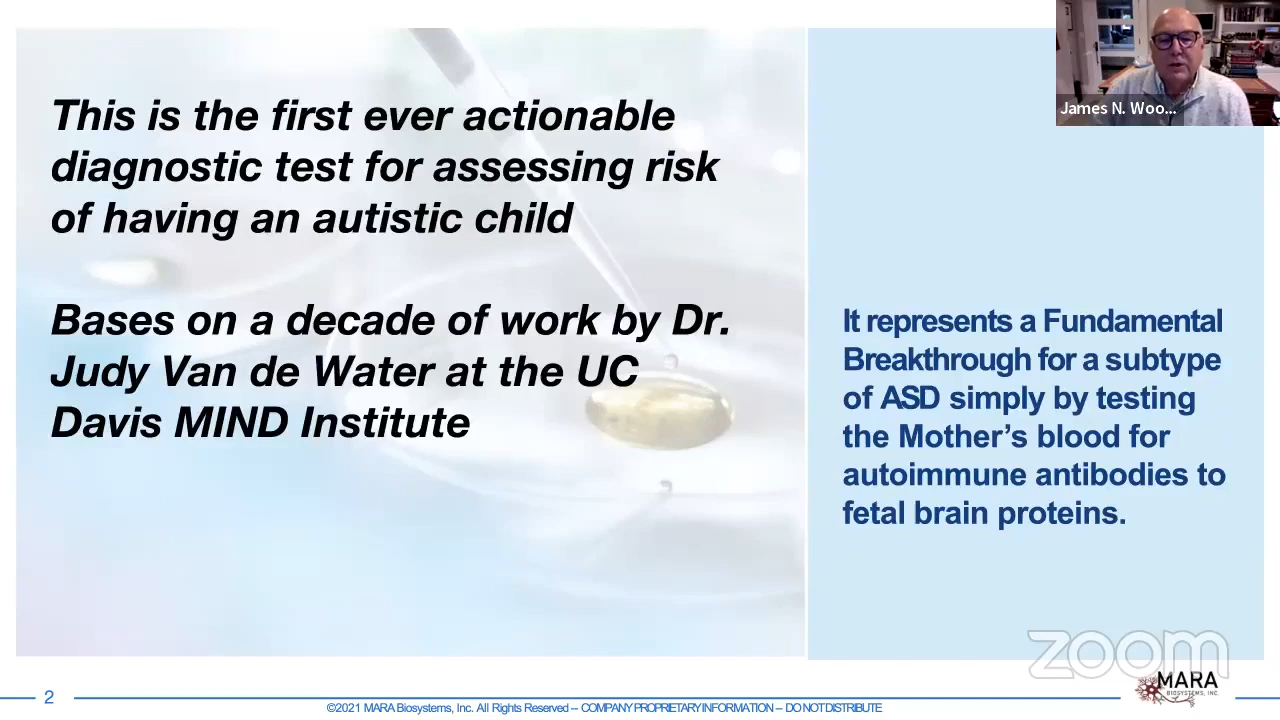 James N. Woo...
This is the first ever actionable
diagnostic test for assessing risk
of having an autistic child
Bases on a decade of work by Dr.
Judy Van de Water at the UC
Davis MIND Institute
It represents a Fundamental
Breakthrough for a subtype
of ASD simply by testing
the Mother's blood for
autoimmune antibodies to
fetal brain proteins.
zoom
MARA
BIOSYSTEMS, INC.
2
©2021 MARA Biosystems, Inc. All Rights Reserved -- COMPANY PROPRIETARY INFORMATION -- DO NOT DISTRIBUTE